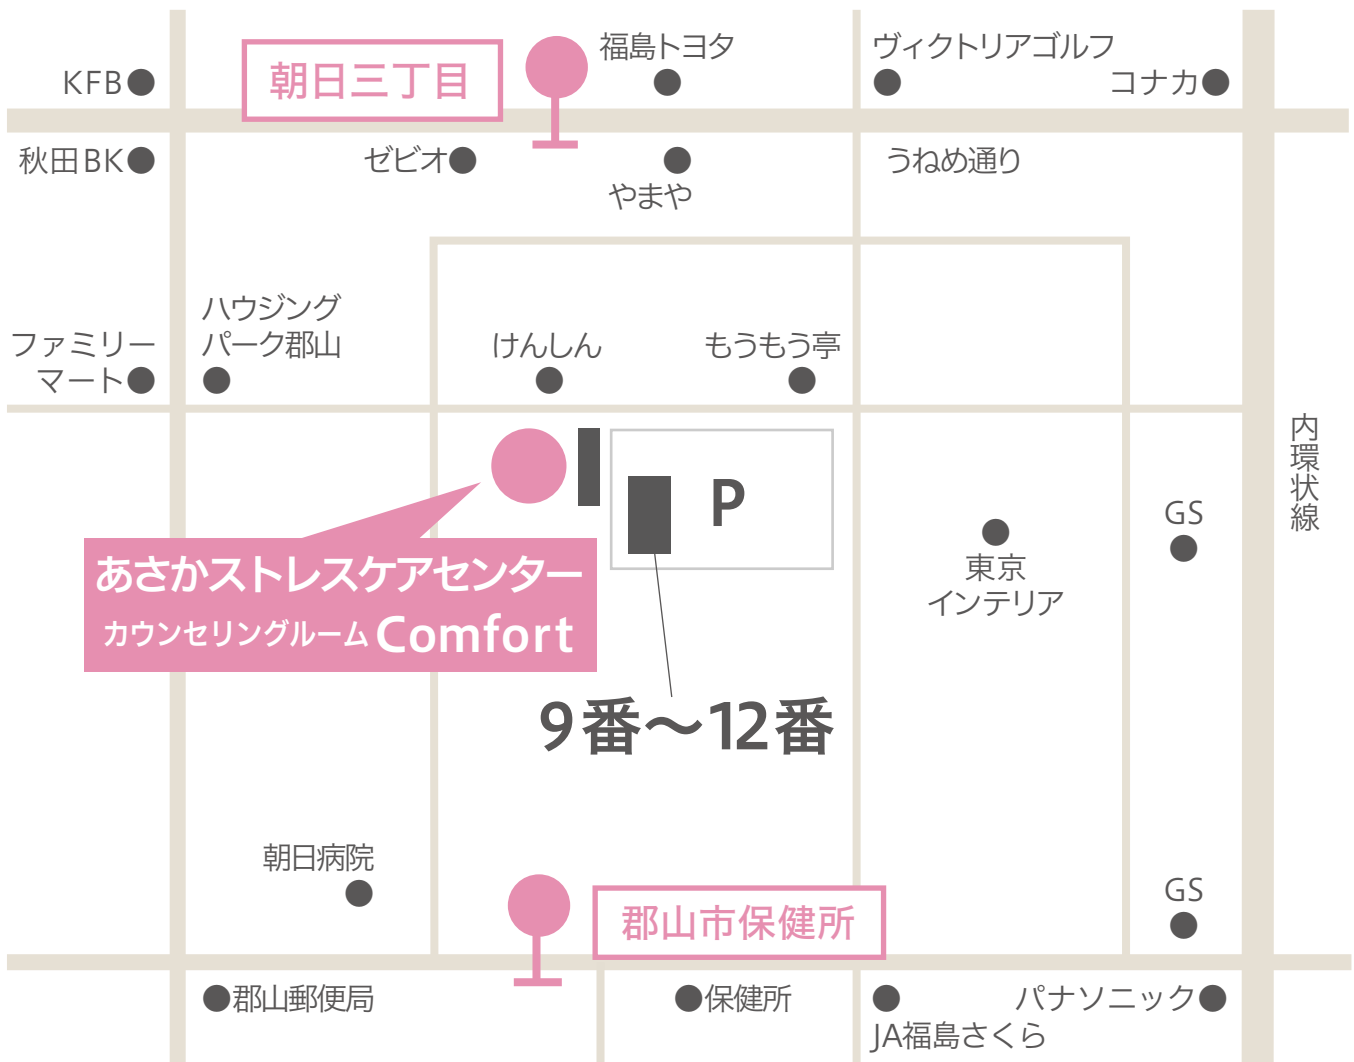 朝日三丁目
福島トヨタ
ヴィクトリアゴルフ
KFB
コナカ
秋田BK
ゼビオ
やまや
うねめ通り
ハウジング
パーク郡山
ファミリー
マート
けんしん
もうもう亭
内環状線
P
GS
東京
インテリア
あさかストレスケアセンター
カウンセリングルーム Comfort
9番〜12番
朝日病院
郡山市保健所
GS
郡山郵便局
保健所
JA福島さくら
パナソニック